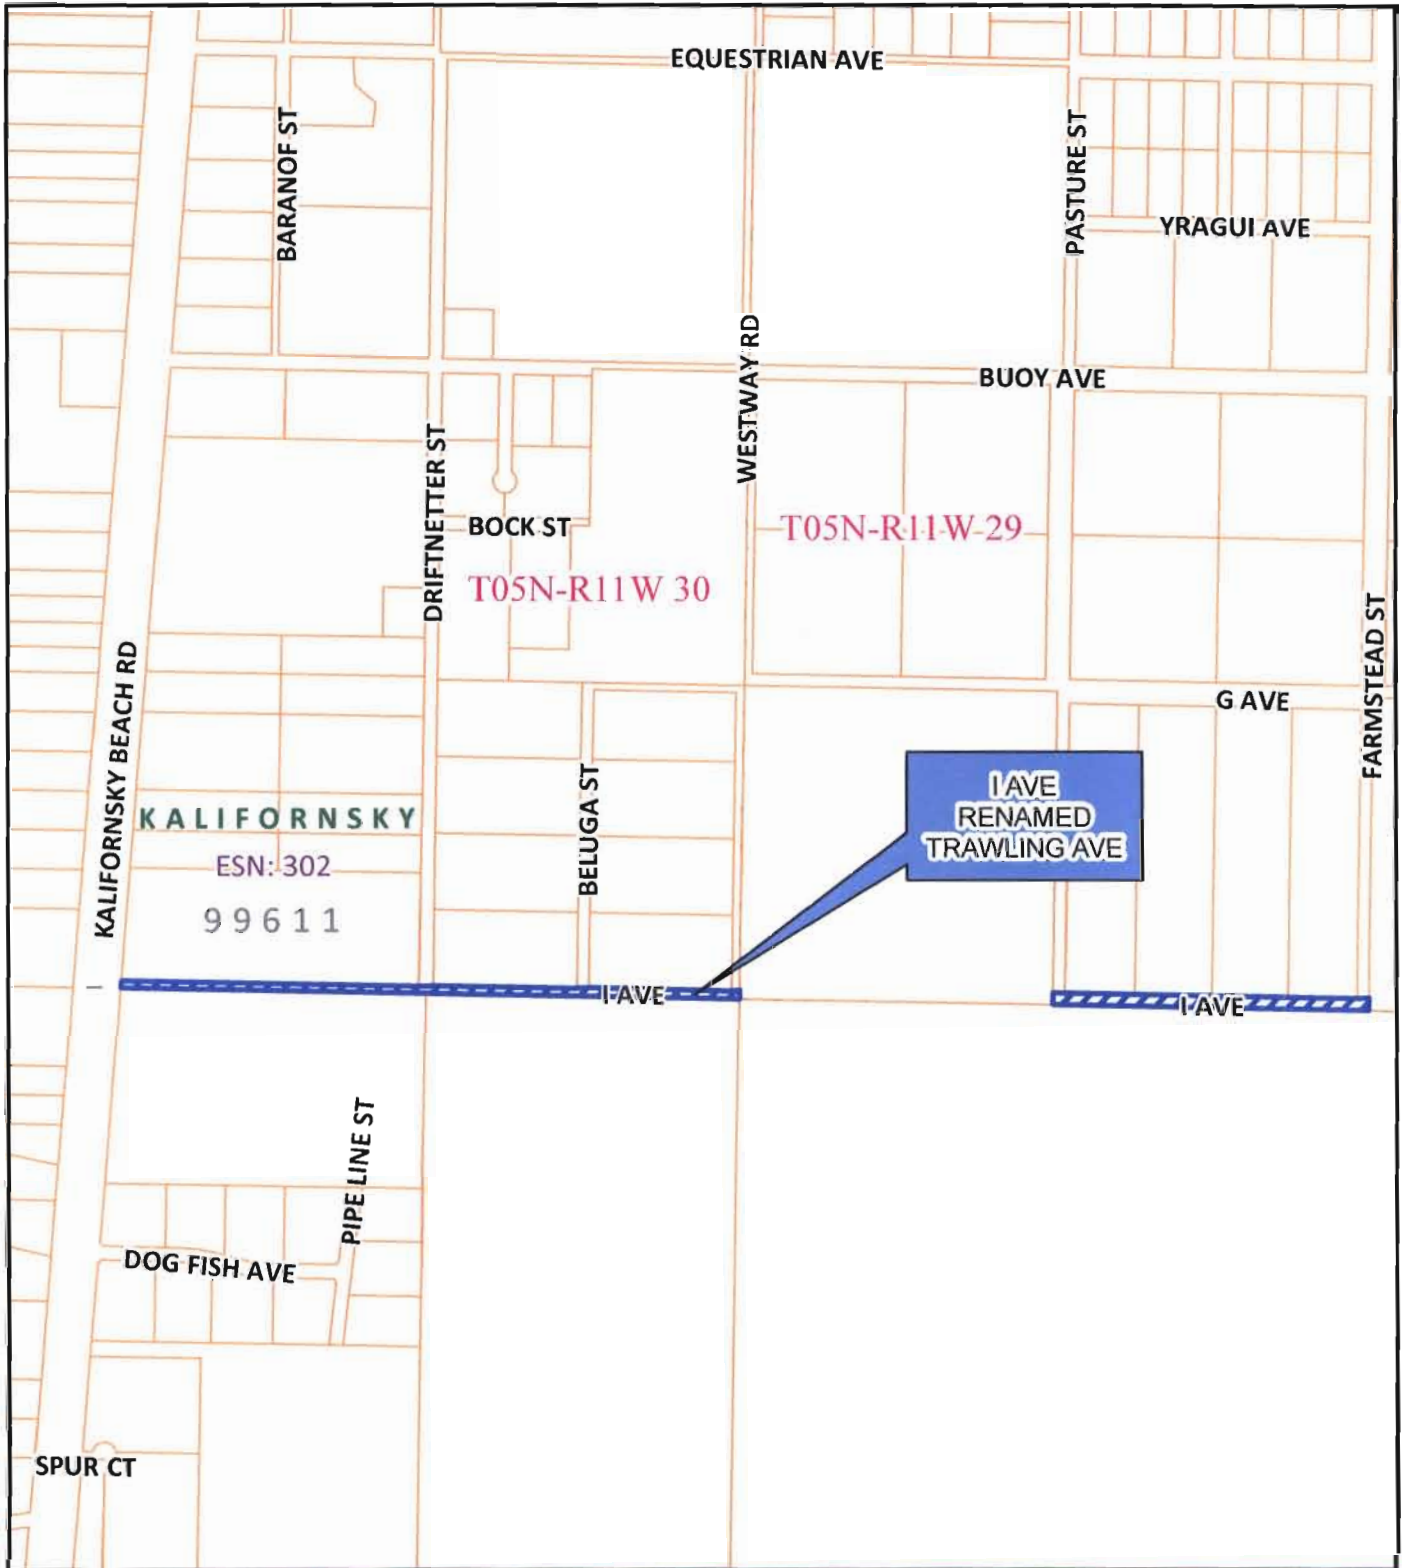 EQUESTRIAN AVE
BARANOF ST
PASTURE ST
YRAGUI AVE
WESTWAY RD
BUOY AVE
DRIFTNETTER ST
BOCK ST
T05N-R11W-29
T05N-R11W 30
FARMSTEAD ST
KALIFORNSKY BEACH RD
G AVE
BELUGA ST
I AVE
RENAMED
TRAWLING AVE
KALIFORNSKY
ESN: 302
99611
I AVE
I AVE
PIPE LINE ST
DOG FISH AVE
SPUR CT